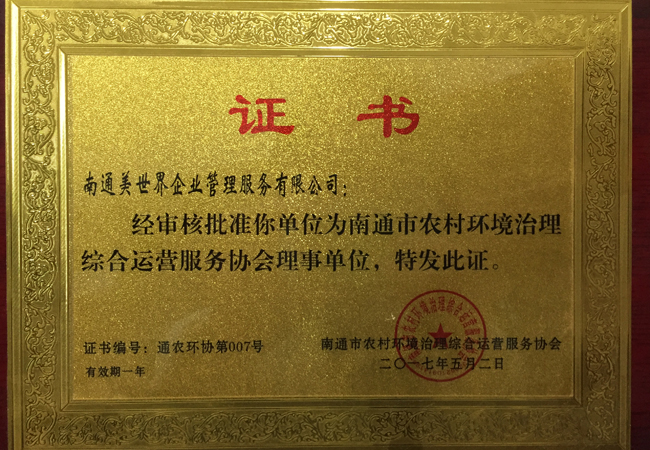 证 书
南通美世界企业管理服务有限公司：
经审核批准你单位为南通市农村环境治理
综合运营服务协会理事单位，特发此证。
证书编号：通农环协第007号
有效期一年
南通市农村环境治理综合运营服务协会
二〇一七年五月二日